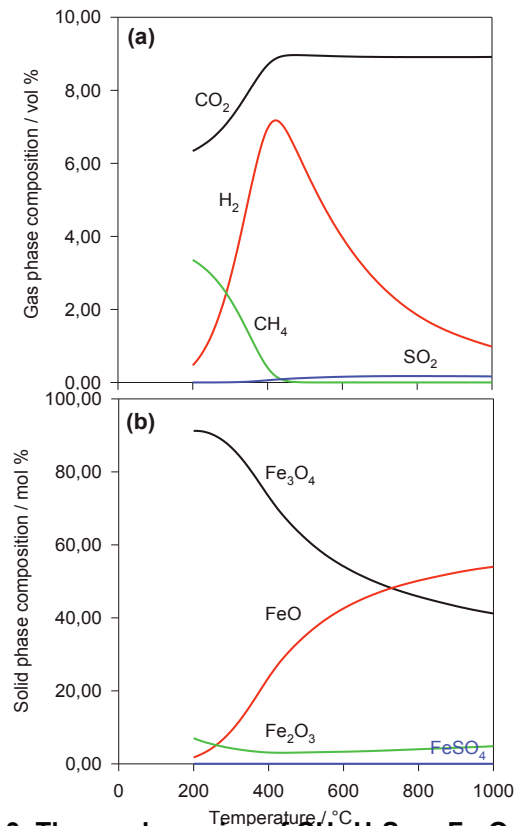 10,00
(a)
8,00
CO2
6,00
H2
4,00
CH4
2,00
SO2
0,00
Gas phase composition / vol %
100,00
(b)
80,00
Fe3O4
60,00
FeO
40,00
20,00
Fe2O3
FeSO4
0,00
Solid phase composition / mol %
0 200 400 600 800 1000
Temperature / °C